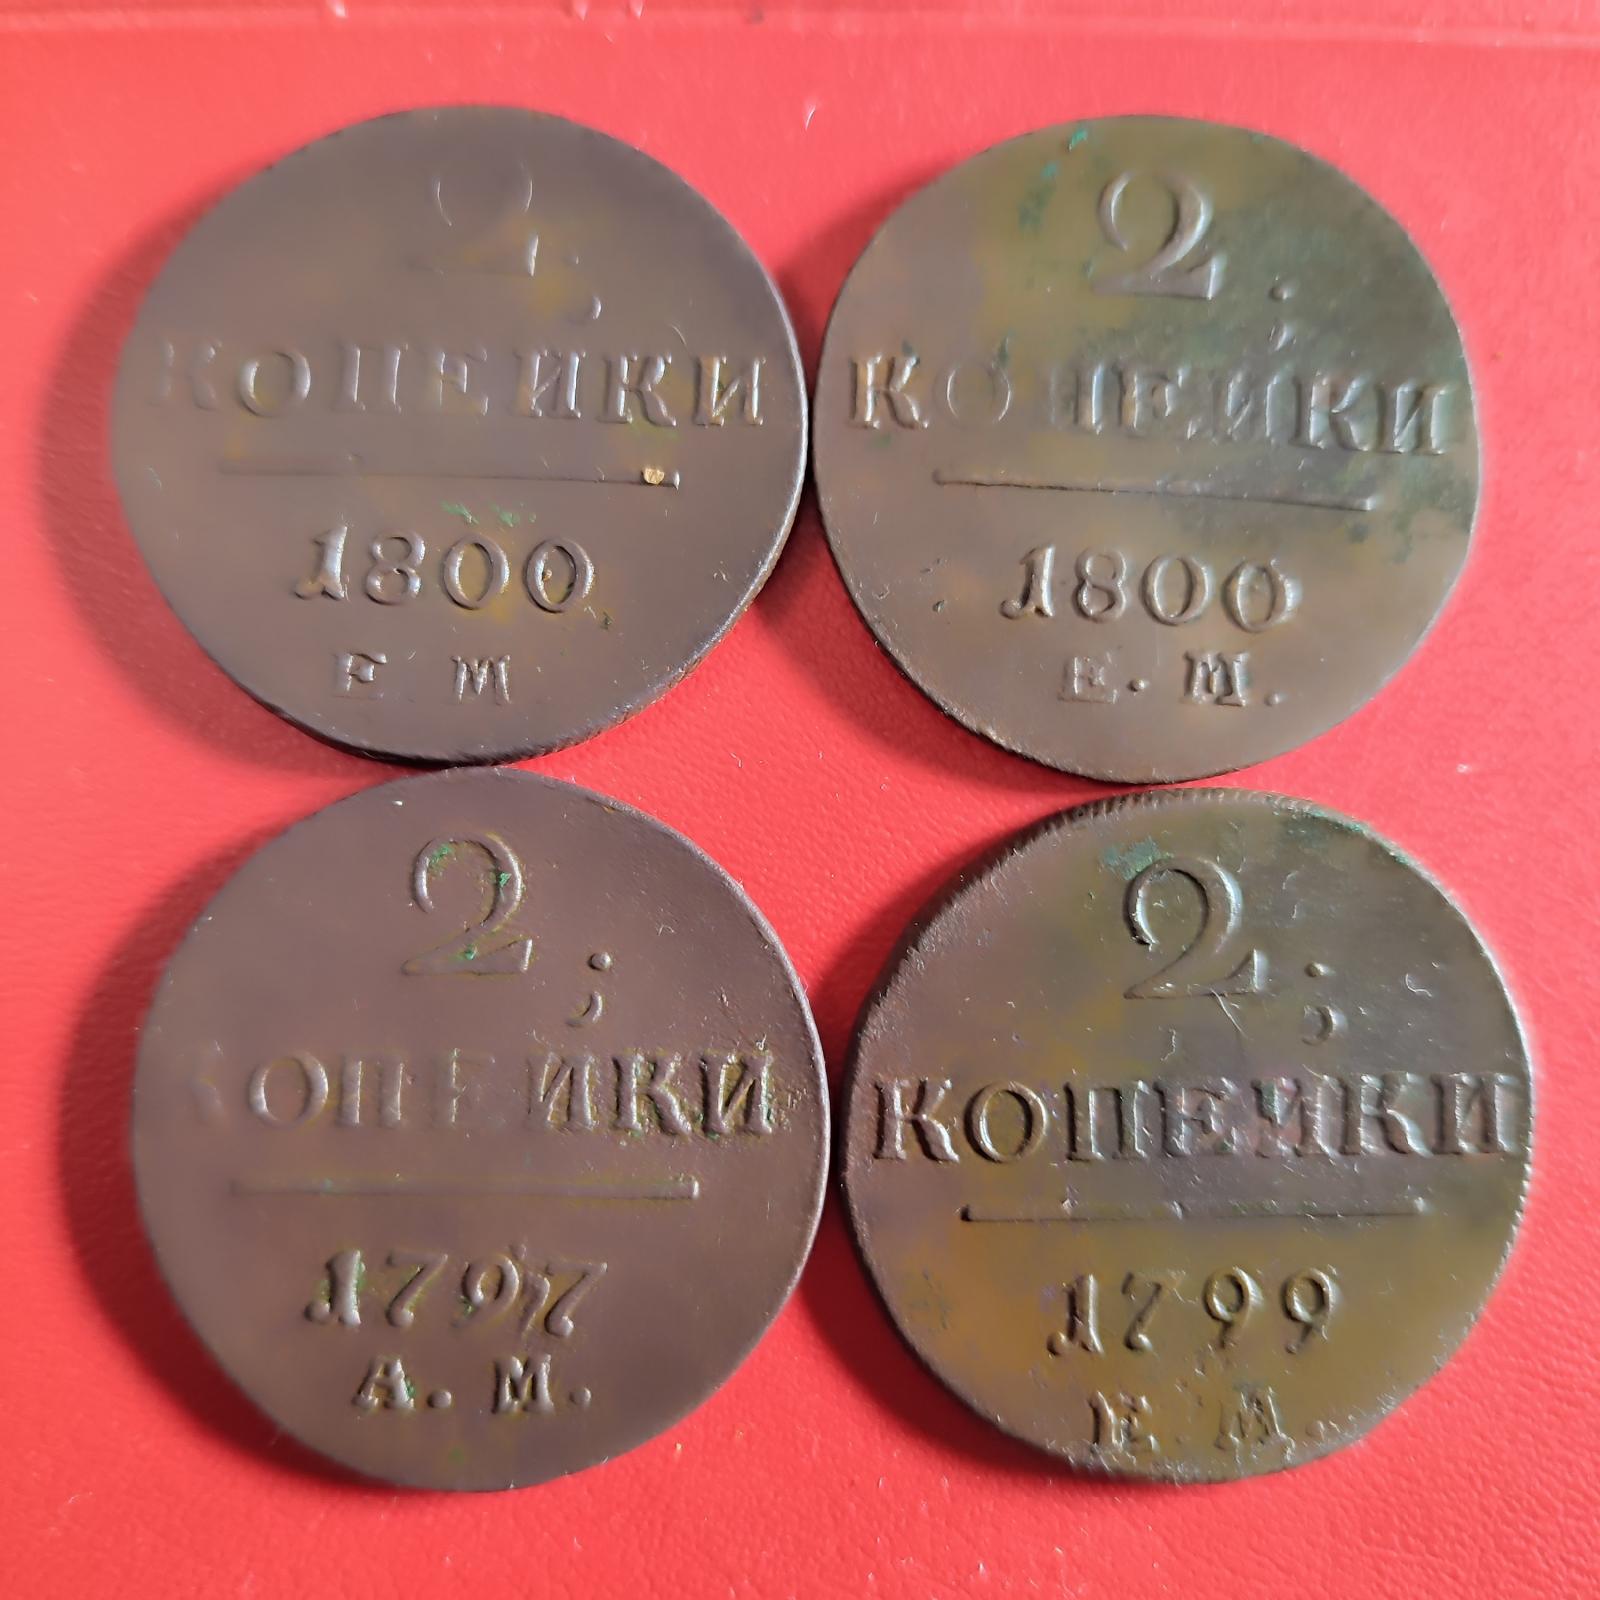 2.
КОПЕЙКИ
1800
Е М
2.
КОПЕЙКИ
1800
Е. М.
2.
КОПЕЙКИ
1797
А. М.
2.
КОПЕЙКИ
1799
Е. М.